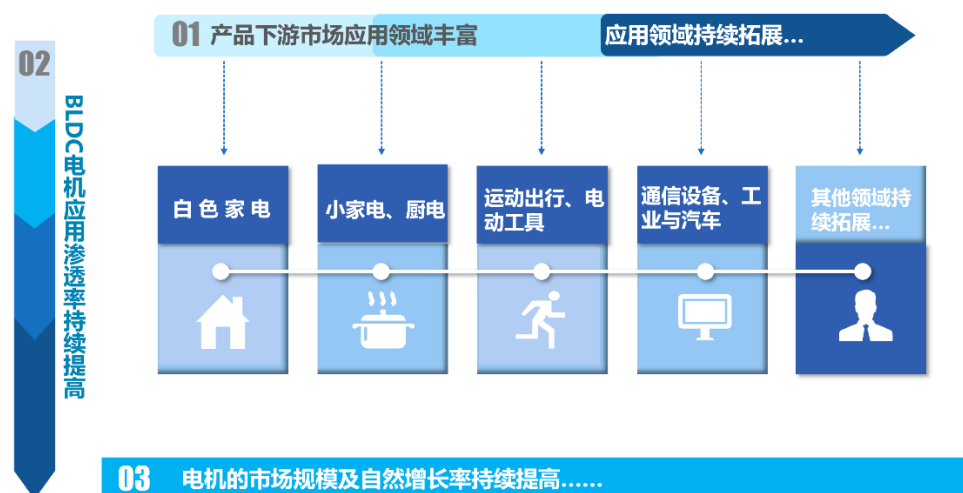 01 产品下游市场应用领域丰富
应用领域持续拓展...
02
BLDC电机应用渗透率持续提高
白色家电
小家电、厨电
运动出行、电
动工具
通信设备、工
业与汽车
其他领域持
续拓展...
03 电机的市场规模及自然增长率持续提高......